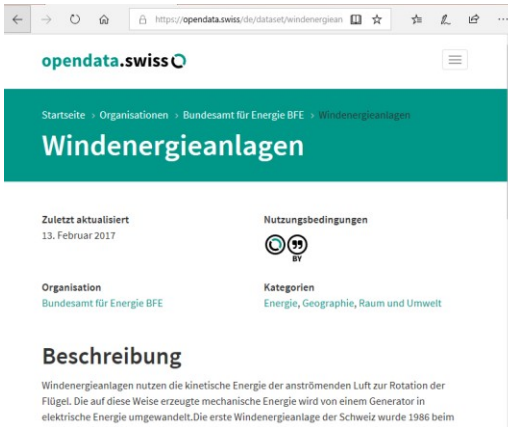 https://opendata.swiss/de/dataset/windenergiean
opendata.swiss
Startseite › Organisationen › Bundesamt für Energie BFE › Windenergieanlagen
Windenergieanlagen
Zuletzt aktualisiert
13. Februar 2017
Nutzungsbedingungen
BY
Organisation
Bundesamt für Energie BFE
Kategorien
Energie, Geographie, Raum und Umwelt
Beschreibung
Windenergieanlagen nutzen die kinetische Energie der anströmenden Luft zur Rotation der
Flügel. Die auf diese Weise erzeugte mechanische Energie wird von einem Generator in
elektrische Energie umgewandelt.Die erste Windenergieanlage der Schweiz wurde 1986 beim